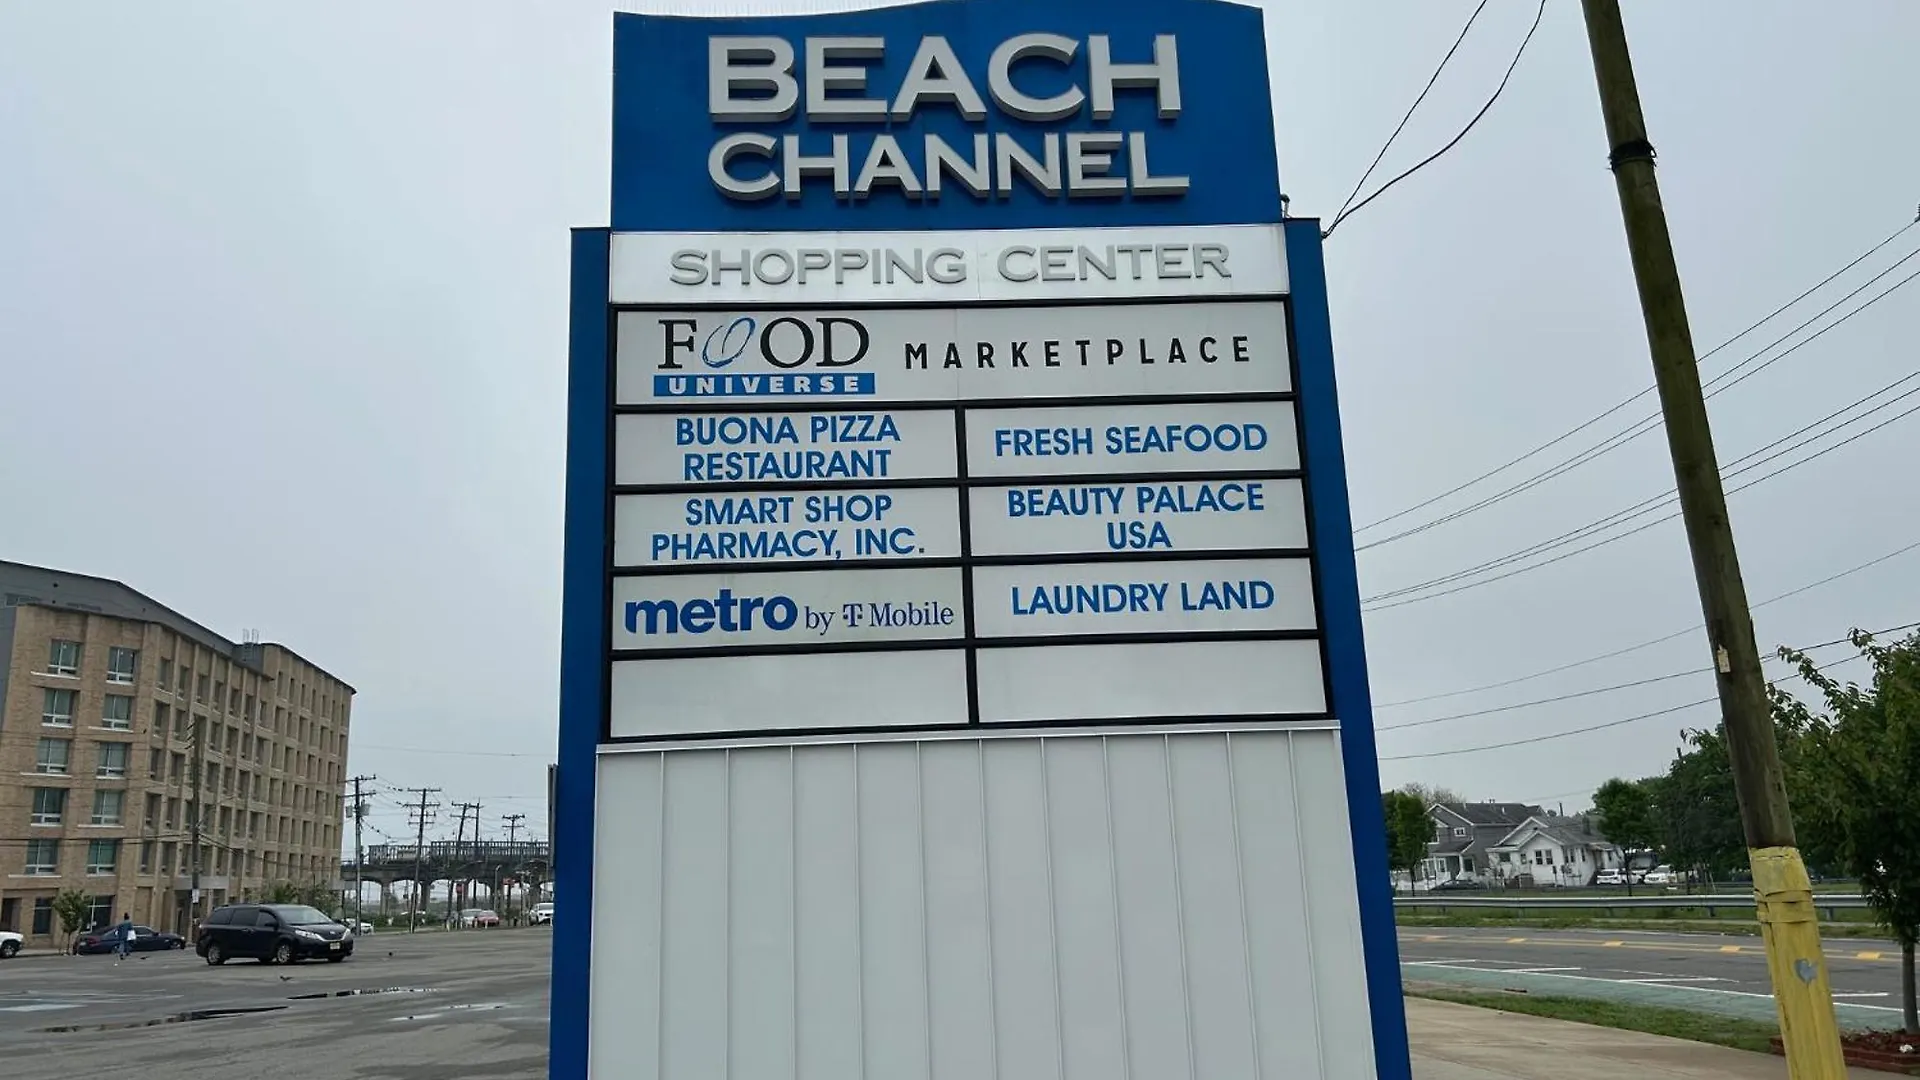 BEACH
CHANNEL
SHOPPING CENTER
FOOD
UNIVERSE
MARKETPLACE
BUONA PIZZA
RESTAURANT
FRESH SEAFOOD
SMART SHOP
PHARMACY, INC.
BEAUTY PALACE
USA
metro by T Mobile
LAUNDRY LAND